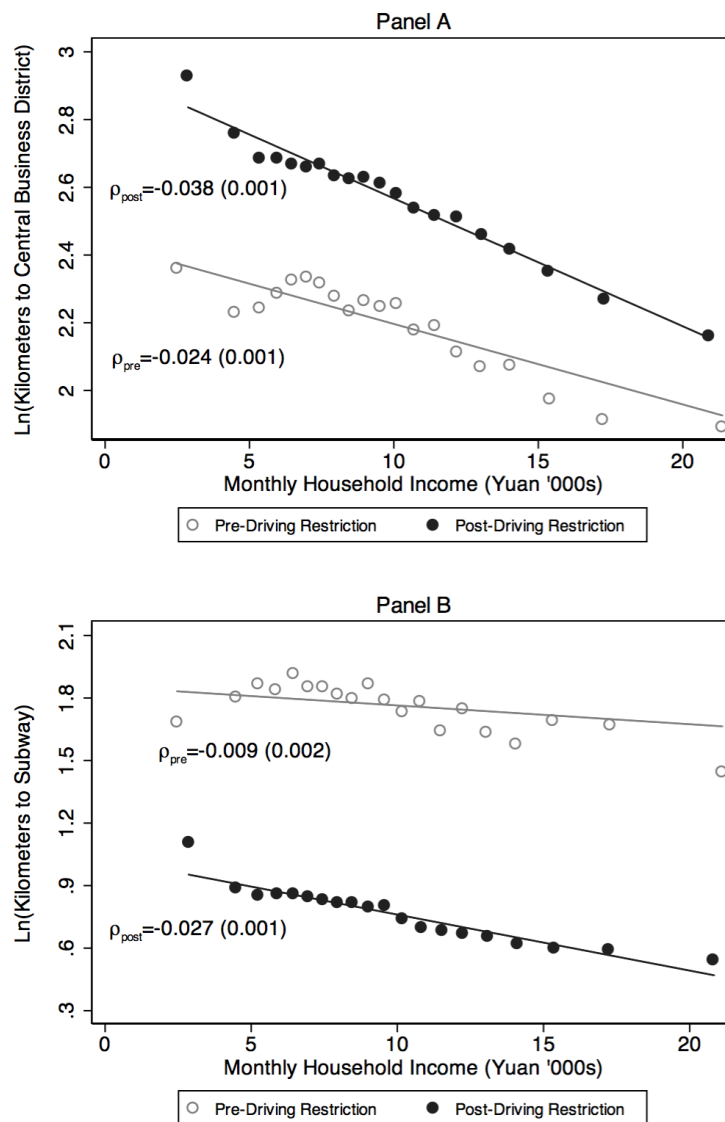 Panel A
Ln(Kilometers to Central Business District)
3
2.8
2.6
2.4
2.2
2
ρpost=-0.038 (0.001)
ρpre=-0.024 (0.001)
0 5 10 15 20
Monthly Household Income (Yuan '000s)
Pre-Driving Restriction Post-Driving Restriction
Panel B
Ln(Kilometers to Subway)
2.1
1.8
1.5
1.2
.9
.6
.3
ρpre=-0.009 (0.002)
ρpost=-0.027 (0.001)
0 5 10 15 20
Monthly Household Income (Yuan '000s)
Pre-Driving Restriction Post-Driving Restriction